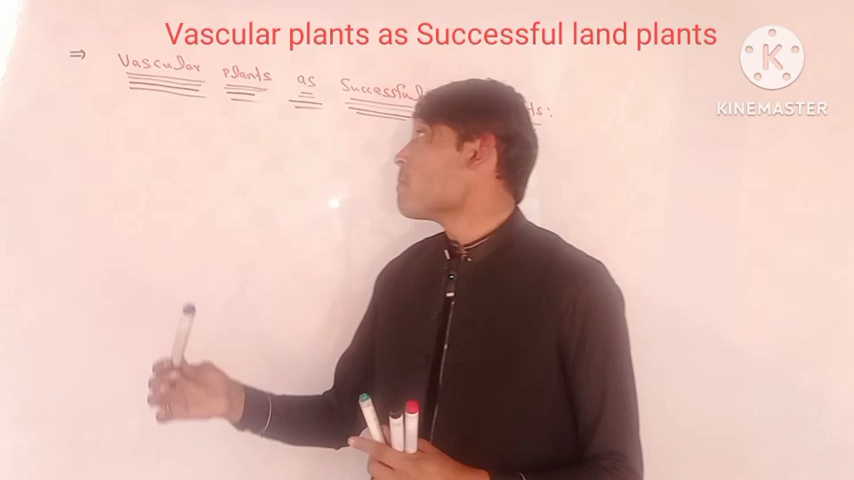 Vascular plants as Successful land plants
K
KINEMASTER
⇒ Vascular plants as Successful